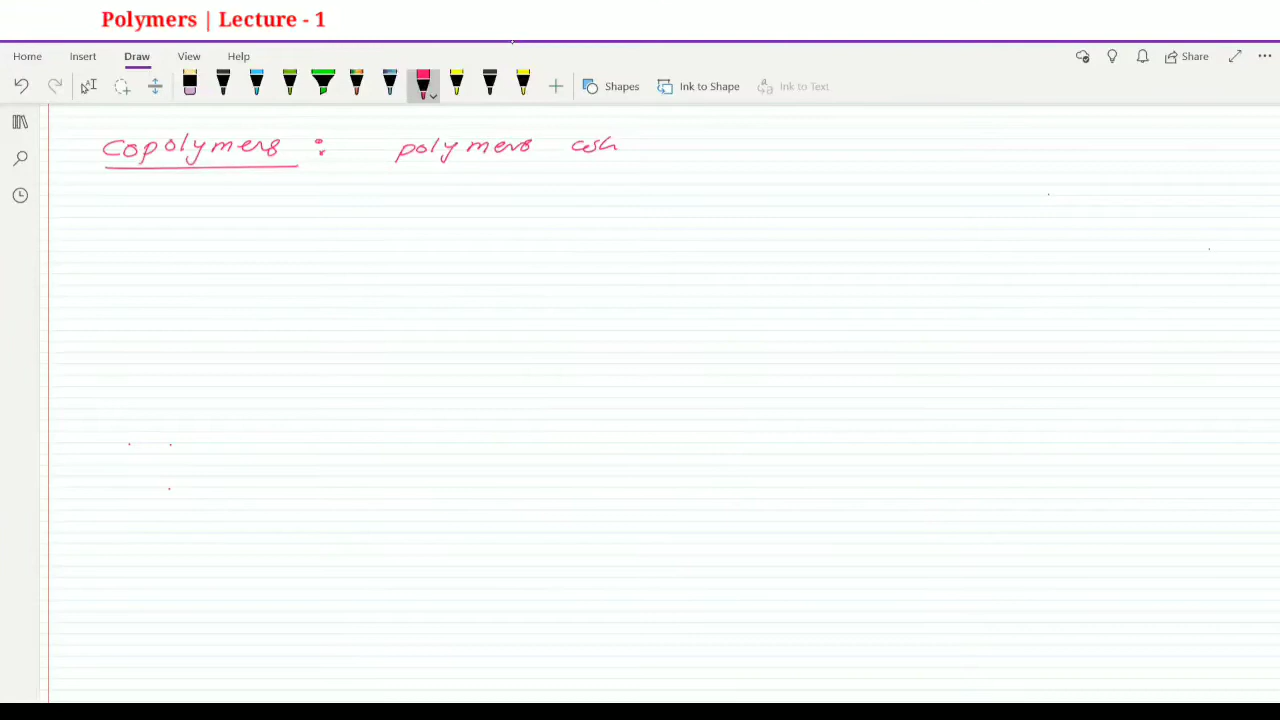 Polymers | Lecture - 1
Home Insert Draw View Help Share
Shapes Ink to Shape Ink to Text
Copolymers : polymers